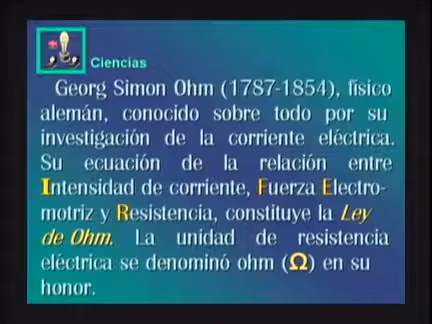 Ciencias
Georg Simon Ohm (1787-1854), físico
alemán, conocido sobre todo por su
investigación de la corriente eléctrica.
Su ecuación de la relación entre
Intensidad de corriente, Fuerza Electro-
motriz y Resistencia, constituye la Ley
de Ohm. La unidad de resistencia
eléctrica se denominó ohm (Ω) en su
honor.